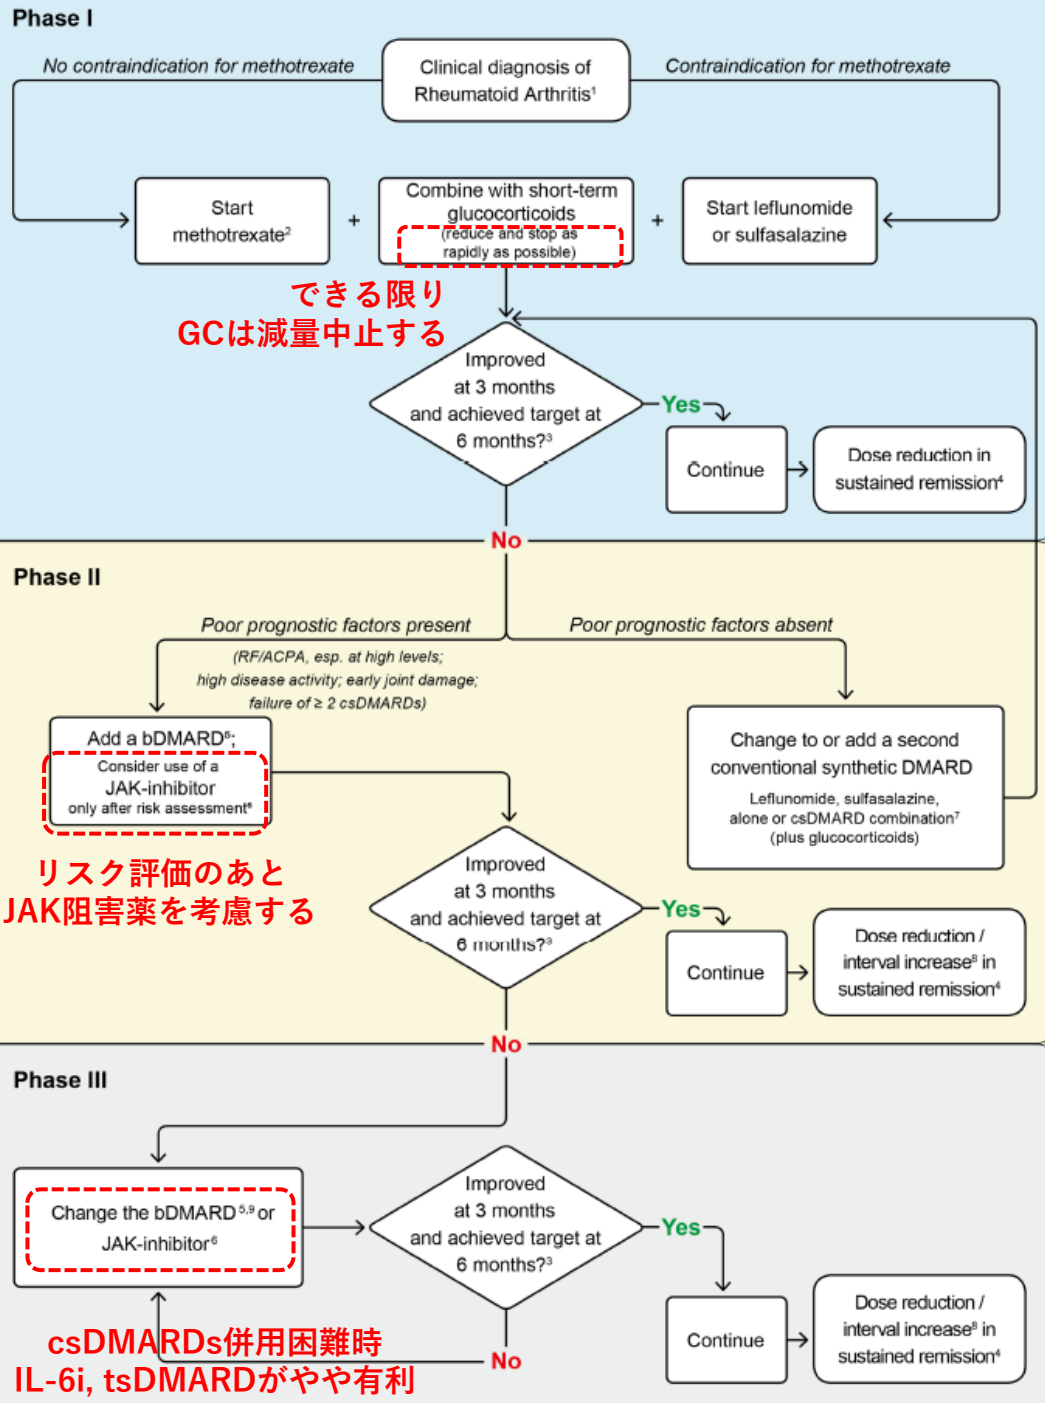 Phase I
No contraindication for methotrexate
Clinical diagnosis of
Rheumatoid Arthritis¹
Contraindication for methotrexate
Start
methotrexate²
+
Combine with short-term
glucocorticoids
(reduce and stop as
rapidly as possible)
+
Start leflunomide
or sulfasalazine
できる限り
GCは減量中止する
Improved
at 3 months
and achieved target at
6 months?³
Yes
Continue
Dose reduction in
sustained remission⁴
No
Phase II
Poor prognostic factors present
(RF/ACPA, esp. at high levels;
high disease activity; early joint damage;
failure of ≥ 2 csDMARDs)
Poor prognostic factors absent
Add a bDMARD⁵;
Consider use of a
JAK-inhibitor
only after risk assessment⁶
リスク評価のあと
JAK阻害薬を考慮する
Change to or add a second
conventional synthetic DMARD
Leflunomide, sulfasalazine,
alone or csDMARD combination⁷
(plus glucocorticoids)
Improved
at 3 months
and achieved target at
6 months?³
Yes
Continue
Dose reduction /
interval increase⁸ in
sustained remission⁴
No
Phase III
Change the bDMARD⁵,⁹ or
JAK-inhibitor⁶
Improved
at 3 months
and achieved target at
6 months?³
Yes
Continue
Dose reduction /
interval increase⁸ in
sustained remission⁴
No
csDMARDs併用困難時
IL-6i, tsDMARDがやや有利